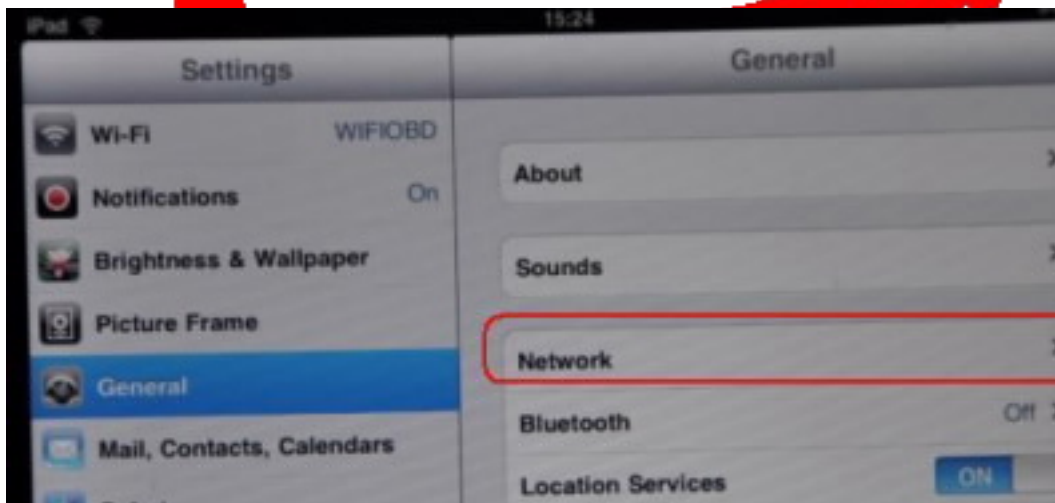 iPad 15:24
Settings
General
Wi-Fi WIFIOBD
Notifications On
Brightness & Wallpaper
Picture Frame
General
Mail, Contacts, Calendars
About
Sounds
Network
Bluetooth Off
Location Services ON